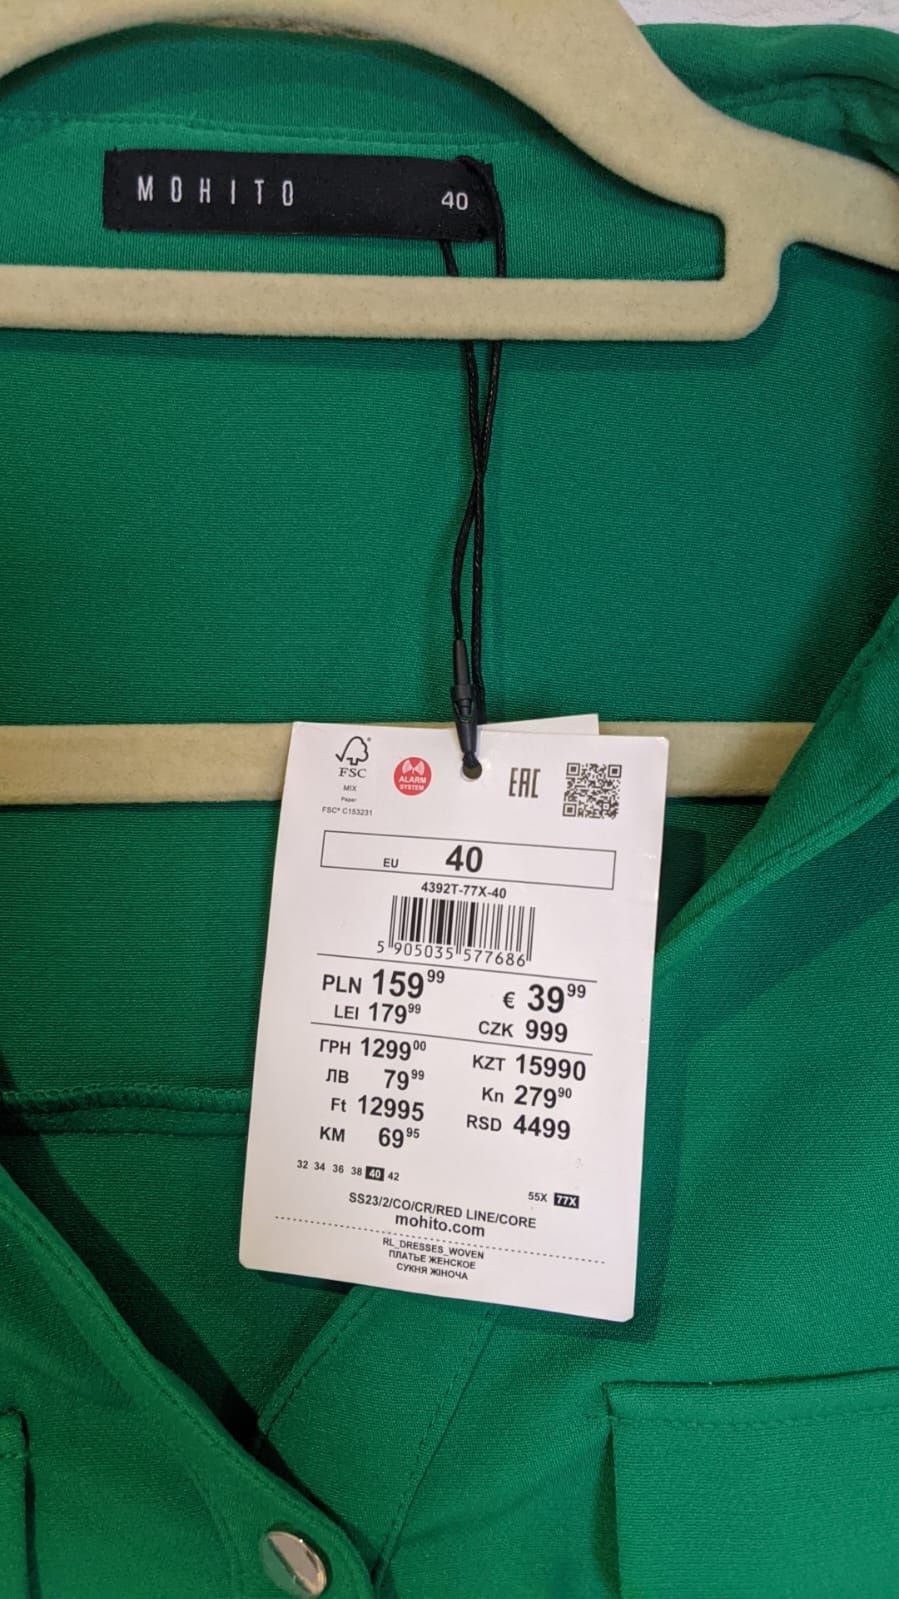 MOHITO 40
FSC
MIX
Paper
FSC® C153231
ALARM
SYSTEM
EAC
EU 40
4392T-77X-40
5 905035 577686
PLN 159⁹⁹ € 39⁹⁹
LEI 179⁹⁹ CZK 999
ГРН 1299⁰⁰ KZT 15990
ЛВ 79⁹⁹ Kn 279⁹⁰
Ft 12995 RSD 4499
KM 69⁹⁵
32 34 36 38 40 42
55X 77X
SS23/2/CO/CR/RED LINE/CORE
mohito.com
RL_DRESSES_WOVEN
ПЛАТЬЕ ЖЕНСКОЕ
СУКНЯ ЖІНОЧА